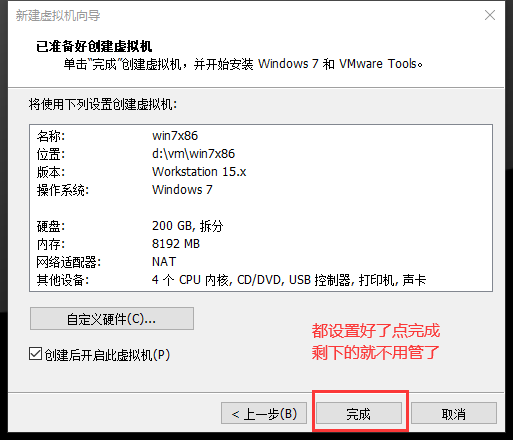 新建虚拟机向导
已准备好创建虚拟机
单击“完成”创建虚拟机，并开始安装 Windows 7 和 VMware Tools。
将使用下列设置创建虚拟机:
名称: win7x86
位置: d:\vm\win7x86
版本: Workstation 15.x
操作系统: Windows 7
硬盘: 200 GB, 拆分
内存: 8192 MB
网络适配器: NAT
其他设备: 4 个 CPU 内核, CD/DVD, USB 控制器, 打印机, 声卡
自定义硬件(C)...
都设置好了点完成
剩下的就不用管了
创建后开启此虚拟机(P)
< 上一步(B) 完成 取消